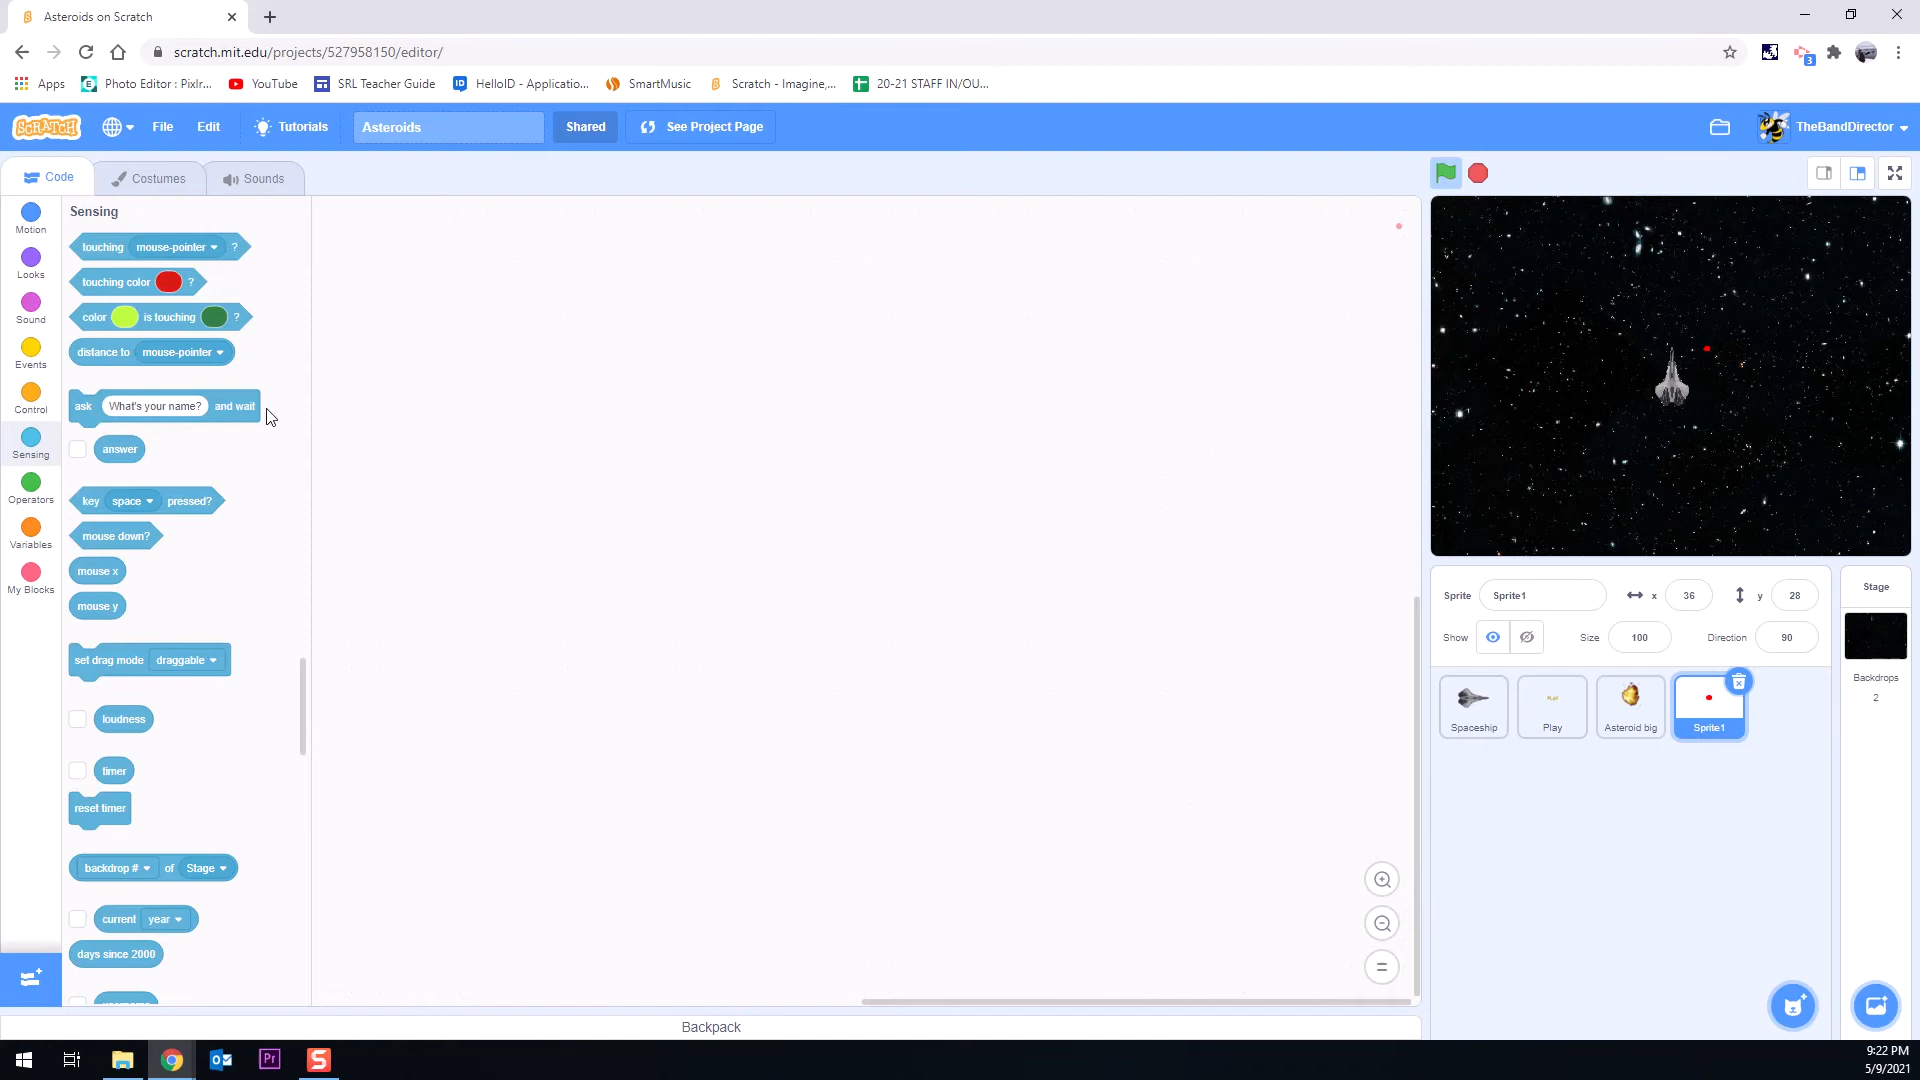 Asteroids on Scratch
scratch.mit.edu/projects/527958150/editor/
3
Apps
Photo Editor : Pixlr...
YouTube
SRL Teacher Guide
HelloID - Applicatio...
SmartMusic
Scratch - Imagine,...
20-21 STAFF IN/OU...
SCRATCH
File
Edit
Tutorials
Asteroids
Shared
See Project Page
TheBandDirector
Code
Costumes
Sounds
Motion
Looks
Sound
Events
Control
Sensing
Operators
Variables
My Blocks
Sensing
touching mouse-pointer ?
touching color ?
color is touching ?
distance to mouse-pointer
ask What's your name? and wait
answer
key space pressed?
mouse down?
mouse x
mouse y
set drag mode draggable
loudness
timer
reset timer
backdrop # of Stage
current year
days since 2000
Sprite Sprite1 x 36 y 28
Show Size 100 Direction 90
Spaceship
Play
Asteroid big
Sprite1
Stage
Backdrops
2
Backpack
Pr
S
9:22 PM
5/9/2021